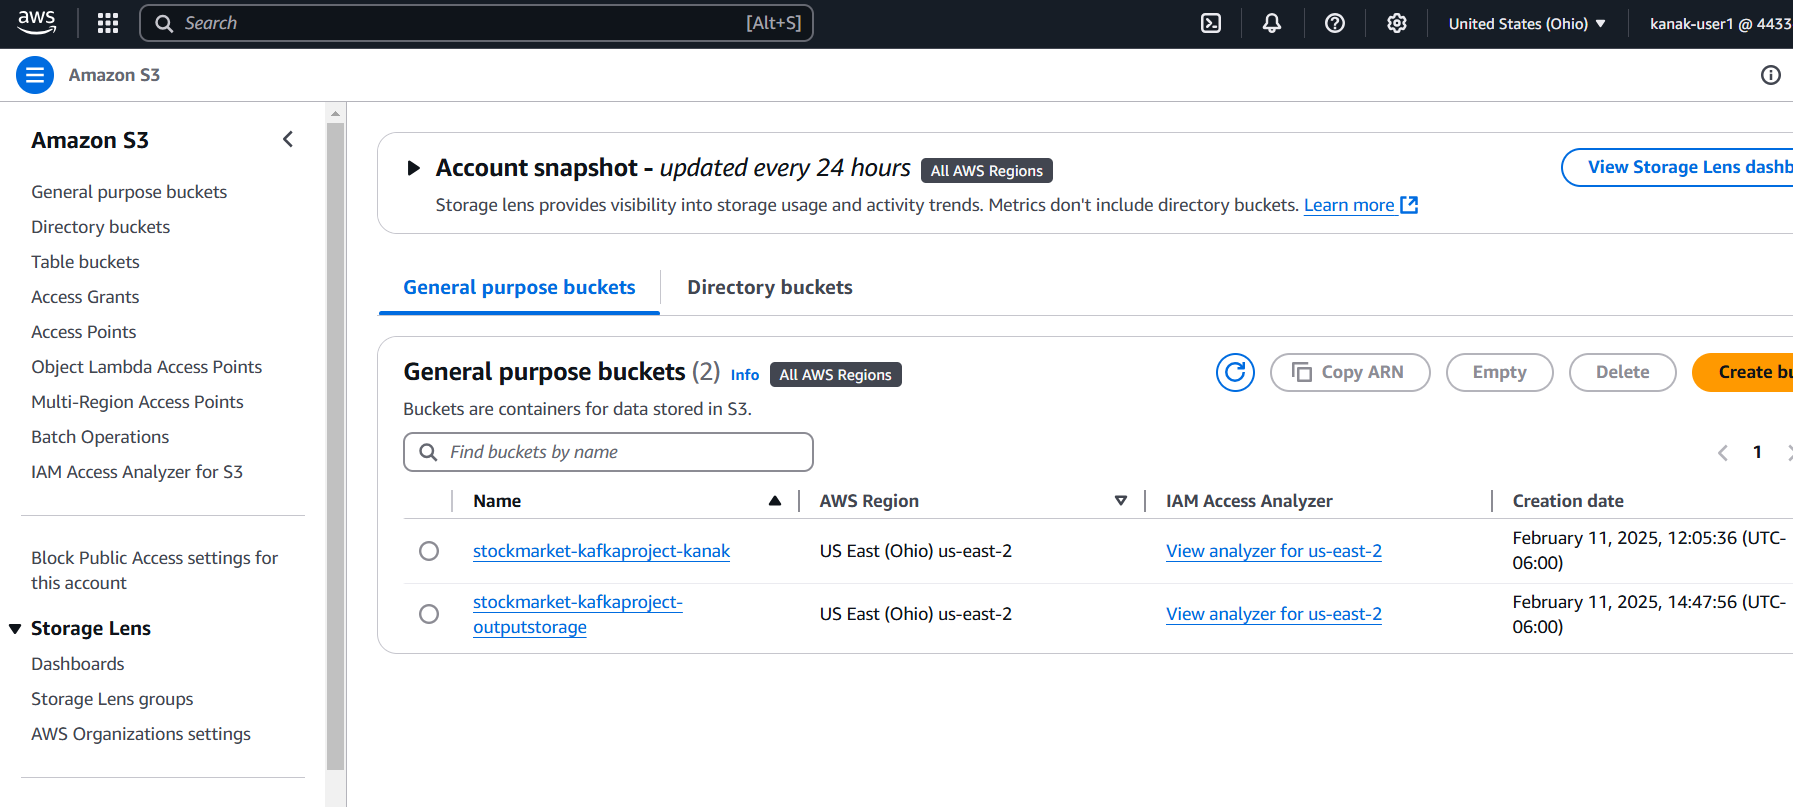 aws
Search [Alt+S]
United States (Ohio)
kanak-user1 @ 4433
Amazon S3
Amazon S3
General purpose buckets
Directory buckets
Table buckets
Access Grants
Access Points
Object Lambda Access Points
Multi-Region Access Points
Batch Operations
IAM Access Analyzer for S3
Block Public Access settings for
this account
Storage Lens
Dashboards
Storage Lens groups
AWS Organizations settings
Account snapshot - updated every 24 hours All AWS Regions
View Storage Lens dashb
Storage lens provides visibility into storage usage and activity trends. Metrics don't include directory buckets. Learn more
General purpose buckets Directory buckets
General purpose buckets (2) Info All AWS Regions
Copy ARN Empty Delete Create bu
Buckets are containers for data stored in S3.
Find buckets by name
1
Name AWS Region IAM Access Analyzer Creation date
stockmarket-kafkaproject-kanak US East (Ohio) us-east-2 View analyzer for us-east-2 February 11, 2025, 12:05:36 (UTC-
06:00)
stockmarket-kafkaproject- US East (Ohio) us-east-2 View analyzer for us-east-2 February 11, 2025, 14:47:56 (UTC-
outputstorage 06:00)